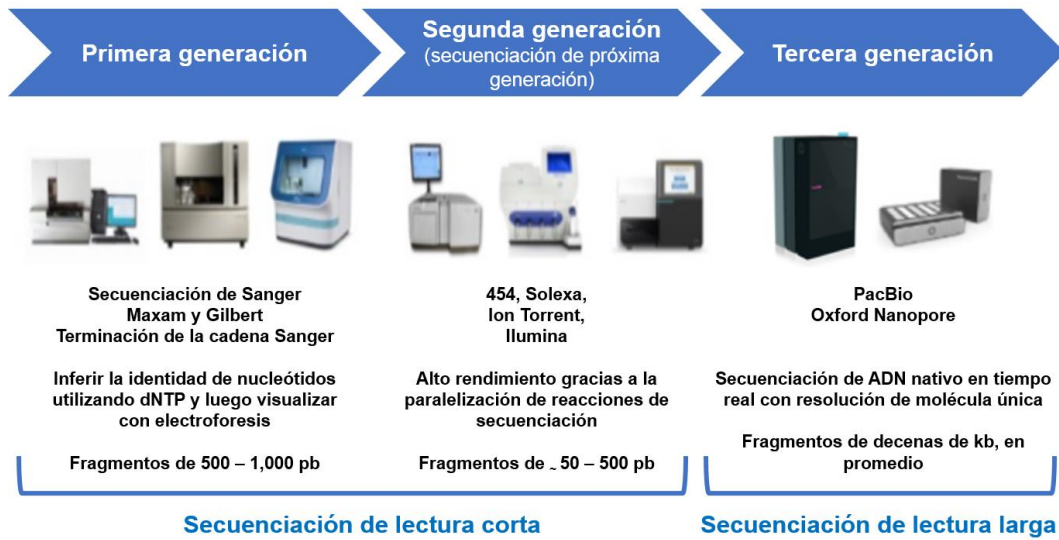 Primera generación
Segunda generación
(secuenciación de próxima
generación)
Tercera generación
Secuenciación de Sanger
Maxam y Gilbert
Terminación de la cadena Sanger
Inferir la identidad de nucleótidos
utilizando dNTP y luego visualizar
con electroforesis
Fragmentos de 500 – 1,000 pb
454, Solexa,
Ion Torrent,
Ilumina
Alto rendimiento gracias a la
paralelización de reacciones de
secuenciación
Fragmentos de ~ 50 – 500 pb
PacBio
Oxford Nanopore
Secuenciación de ADN nativo en tiempo
real con resolución de molécula única
Fragmentos de decenas de kb, en
promedio
Secuenciación de lectura corta
Secuenciación de lectura larga